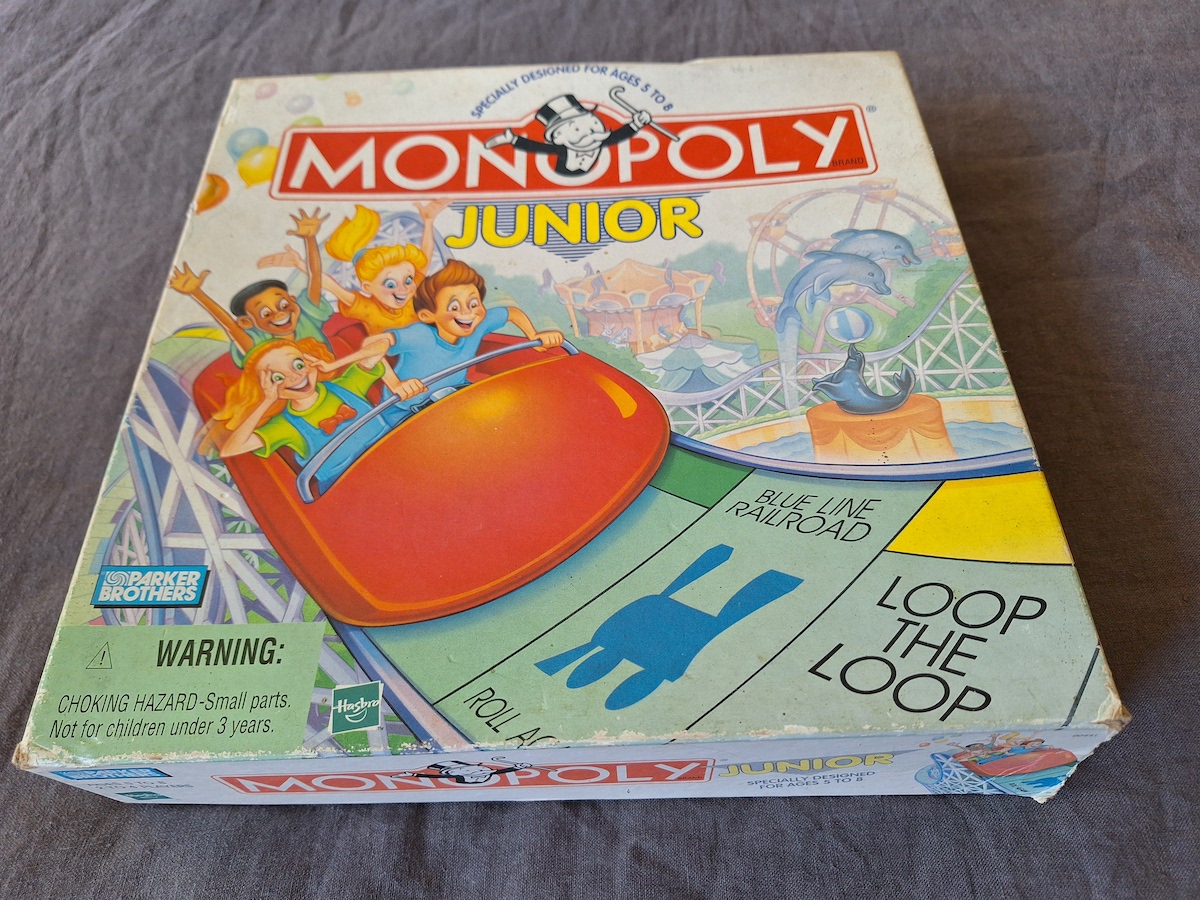 SPECIALLY DESIGNED FOR AGES 5 TO 8
MONOPOLY®
BRAND
JUNIOR
BLUE LINE
RAILROAD
LOOP
THE
LOOP
ROLL
PARKER
BROTHERS
WARNING:
CHOKING HAZARD-Small parts.
Not for children under 3 years.
Hasbro
MONOPOLY JUNIOR
SPECIALLY DESIGNED
FOR AGES 5 TO 8